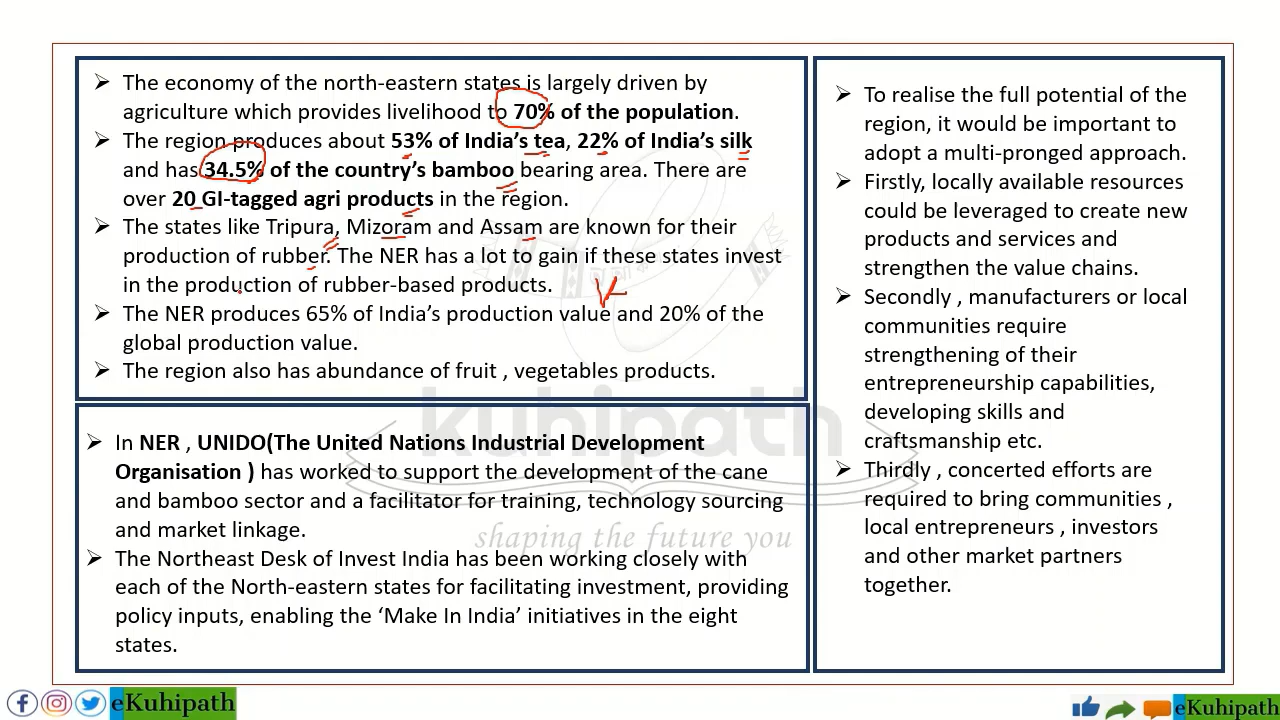 ➢ The economy of the north-eastern states is largely driven by
agriculture which provides livelihood to 70% of the population.
➢ The region produces about 53% of India's tea, 22% of India's silk
and has 34.5% of the country's bamboo bearing area. There are
over 20 GI-tagged agri products in the region.
➢ The states like Tripura, Mizoram and Assam are known for their
production of rubber. The NER has a lot to gain if these states invest
in the production of rubber-based products.
➢ The NER produces 65% of India's production value and 20% of the
global production value.
➢ The region also has abundance of fruit , vegetables products.
➢ In NER , UNIDO(The United Nations Industrial Development
Organisation ) has worked to support the development of the cane
and bamboo sector and a facilitator for training, technology sourcing
and market linkage.
➢ The Northeast Desk of Invest India has been working closely with
each of the North-eastern states for facilitating investment, providing
policy inputs, enabling the ‘Make In India’ initiatives in the eight
states.
➢ To realise the full potential of the
region, it would be important to
adopt a multi-pronged approach.
➢ Firstly, locally available resources
could be leveraged to create new
products and services and
strengthen the value chains.
➢ Secondly , manufacturers or local
communities require
strengthening of their
entrepreneurship capabilities,
developing skills and
craftsmanship etc.
➢ Thirdly , concerted efforts are
required to bring communities ,
local entrepreneurs , investors
and other market partners
together.
kuhipath
shaping the future you
eKuhipath
eKuhipath